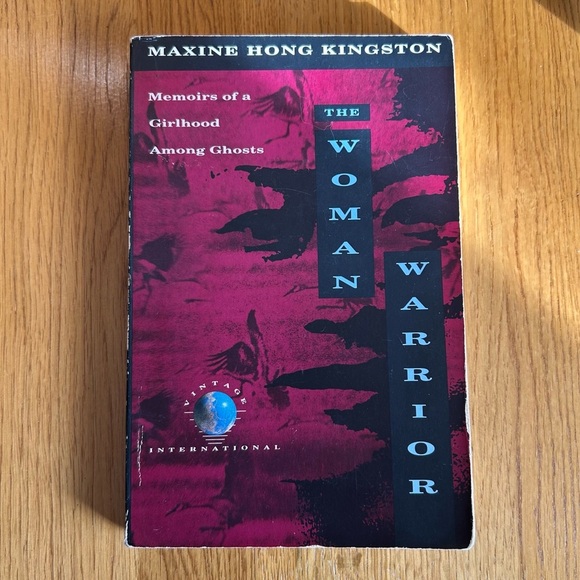 MAXINE HONG KINGSTON
Memoirs of a
Girlhood
Among Ghosts
THE
WOMAN
WARRIOR
VINTAGE
INTERNATIONAL